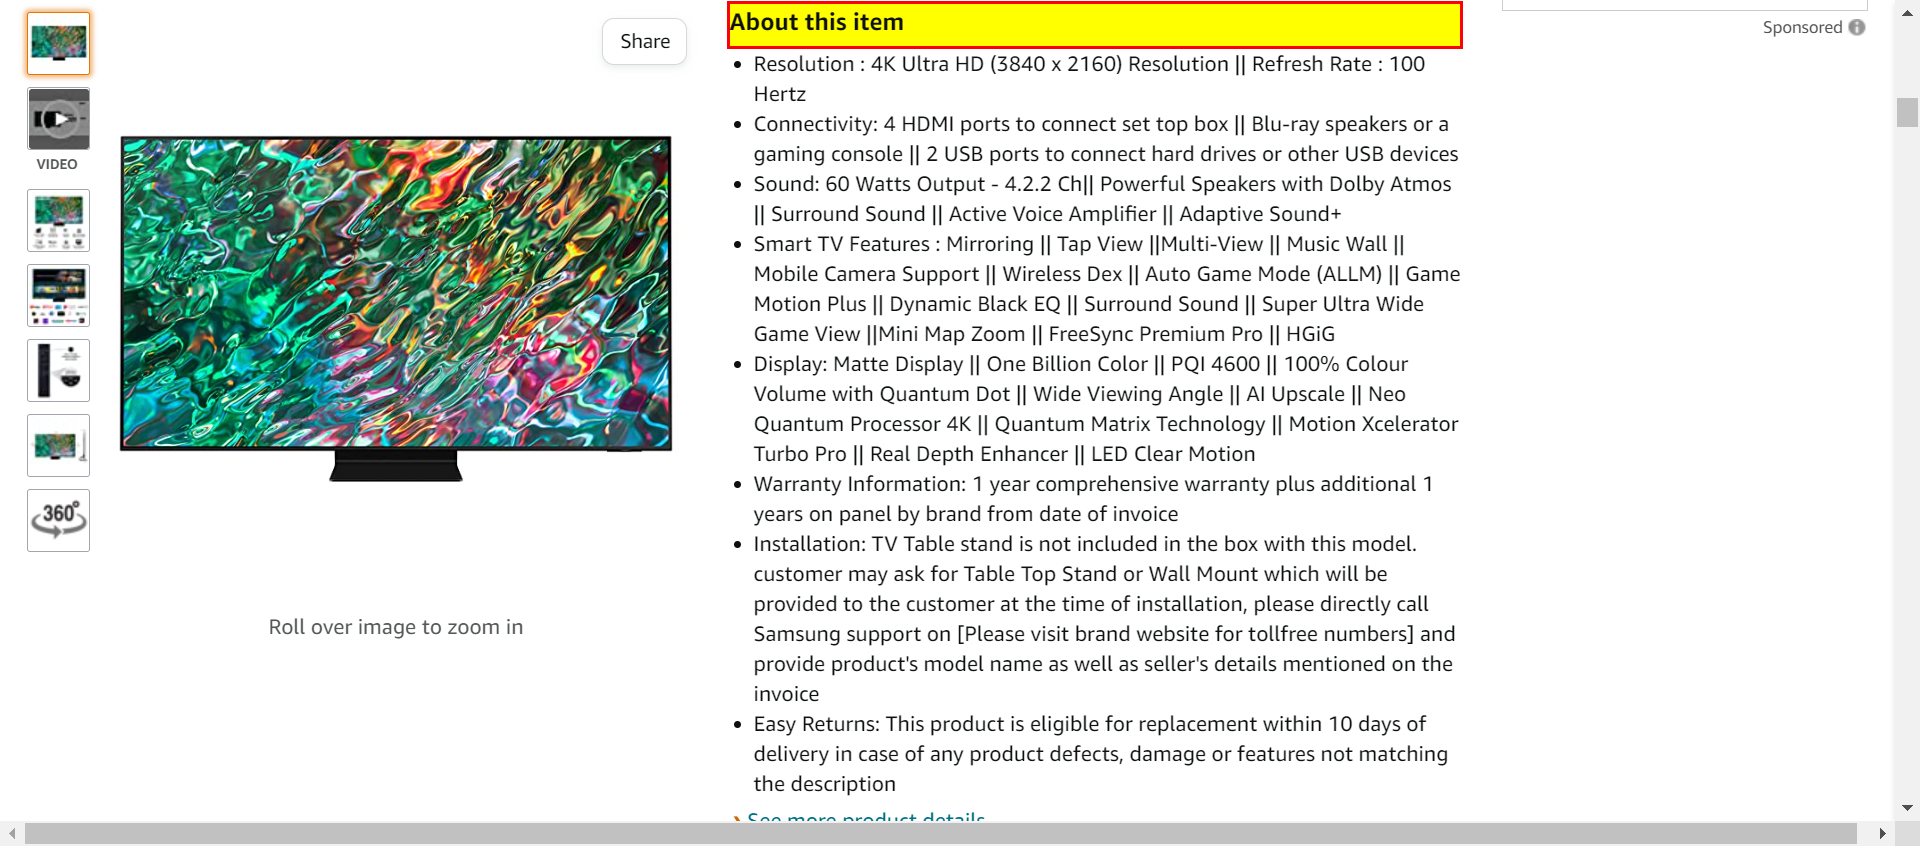 About this item
Share
Sponsored
Resolution : 4K Ultra HD (3840 x 2160) Resolution || Refresh Rate : 100
Hertz
Connectivity: 4 HDMI ports to connect set top box || Blu-ray speakers or a
gaming console || 2 USB ports to connect hard drives or other USB devices
VIDEO
Sound: 60 Watts Output - 4.2.2 Ch|| Powerful Speakers with Dolby Atmos
|| Surround Sound || Active Voice Amplifier || Adaptive Sound+
Smart TV Features : Mirroring || Tap View ||Multi-View || Music Wall ||
Mobile Camera Support || Wireless Dex || Auto Game Mode (ALLM) || Game
Motion Plus || Dynamic Black EQ || Surround Sound || Super Ultra Wide
Game View ||Mini Map Zoom || FreeSync Premium Pro || HGiG
Display: Matte Display || One Billion Color || PQI 4600 || 100% Colour
Volume with Quantum Dot || Wide Viewing Angle || AI Upscale || Neo
Quantum Processor 4K || Quantum Matrix Technology || Motion Xcelerator
Turbo Pro || Real Depth Enhancer || LED Clear Motion
Warranty Information: 1 year comprehensive warranty plus additional 1
years on panel by brand from date of invoice
360°
Installation: TV Table stand is not included in the box with this model.
customer may ask for Table Top Stand or Wall Mount which will be
provided to the customer at the time of installation, please directly call
Samsung support on [Please visit brand website for tollfree numbers] and
provide product's model name as well as seller's details mentioned on the
invoice
Roll over image to zoom in
Easy Returns: This product is eligible for replacement within 10 days of
delivery in case of any product defects, damage or features not matching
the description
See more product details